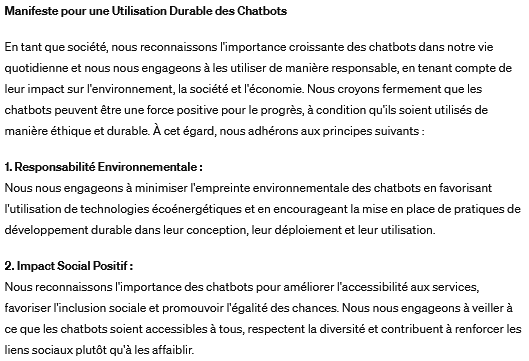 Manifeste pour une Utilisation Durable des Chatbots
En tant que société, nous reconnaissons l'importance croissante des chatbots dans notre vie
quotidienne et nous nous engageons à les utiliser de manière responsable, en tenant compte de
leur impact sur l'environnement, la société et l'économie. Nous croyons fermement que les
chatbots peuvent être une force positive pour le progrès, à condition qu'ils soient utilisés de
manière éthique et durable. À cet égard, nous adhérons aux principes suivants :
1. Responsabilité Environnementale :
Nous nous engageons à minimiser l'empreinte environnementale des chatbots en favorisant
l'utilisation de technologies écoénergétiques et en encourageant la mise en place de pratiques de
développement durable dans leur conception, leur déploiement et leur utilisation.
2. Impact Social Positif :
Nous reconnaissons l'importance des chatbots pour améliorer l'accessibilité aux services,
favoriser l'inclusion sociale et promouvoir l'égalité des chances. Nous nous engageons à veiller à
ce que les chatbots soient accessibles à tous, respectent la diversité et contribuent à renforcer les
liens sociaux plutôt qu'à les affaiblir.